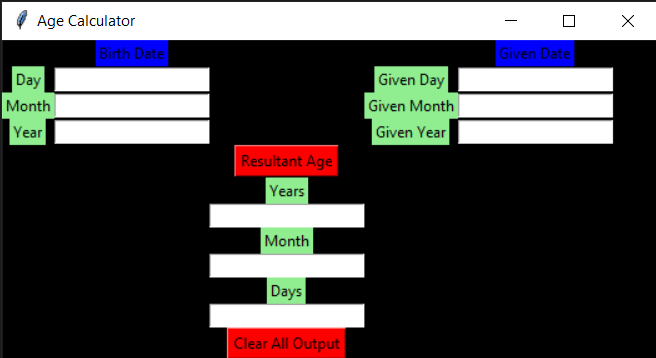 Age Calculator
Birth Date
Given Date
Day
Given Day
Month
Given Month
Year
Given Year
Resultant Age
Years
Month
Days
Clear All Output